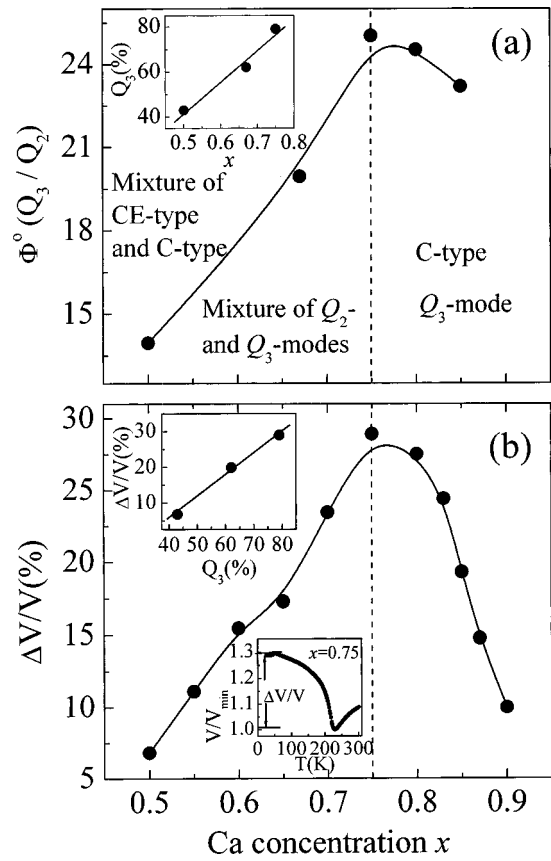 (a)
Φ° (Q3 / Q2)
24
21
18
15
Q3(%)
80
60
40
0.5 0.6 0.7 0.8
x
Mixture of
CE-type
and C-type
C-type
Q3-mode
Mixture of Q2-
and Q3-modes
(b)
ΔV/V(%)
30
25
20
15
10
5
ΔV/V(%)
30
20
10
40 50 60 70 80
Q3(%)
V/Vmin
1.3
1.2
1.1
1.0
x=0.75
ΔV/V
0 100 200 300
T(K)
0.5 0.6 0.7 0.8 0.9
Ca concentration x